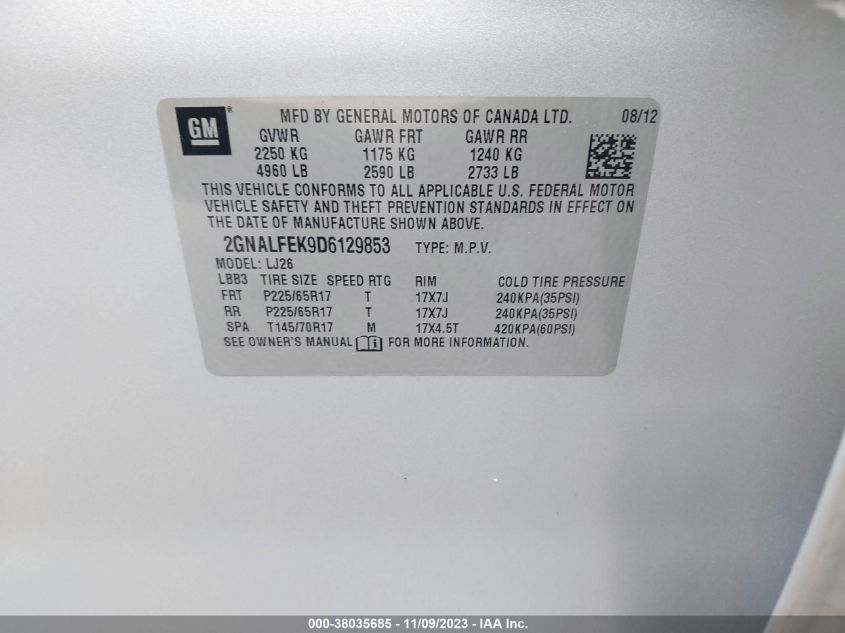 GM ® MFD BY GENERAL MOTORS OF CANADA LTD. 08/12
GVWR GAWR FRT GAWR RR
2250 KG 1175 KG 1240 KG
4960 LB 2590 LB 2733 LB
THIS VEHICLE CONFORMS TO ALL APPLICABLE U.S. FEDERAL MOTOR
VEHICLE SAFETY AND THEFT PREVENTION STANDARDS IN EFFECT ON
THE DATE OF MANUFACTURE SHOWN ABOVE.
2GNALFEK9D6129853 TYPE: M.P.V.
MODEL: LJ26
LBB3 TIRE SIZE SPEED RTG RIM COLD TIRE PRESSURE
FRT P225/65R17 T 17X7J 240KPA(35PSI)
RR P225/65R17 T 17X7J 240KPA(35PSI)
SPA T145/70R17 M 17X4.5T 420KPA(60PSI)
SEE OWNER'S MANUAL i FOR MORE INFORMATION.
000-38035685 - 11/09/2023 - IAA Inc.